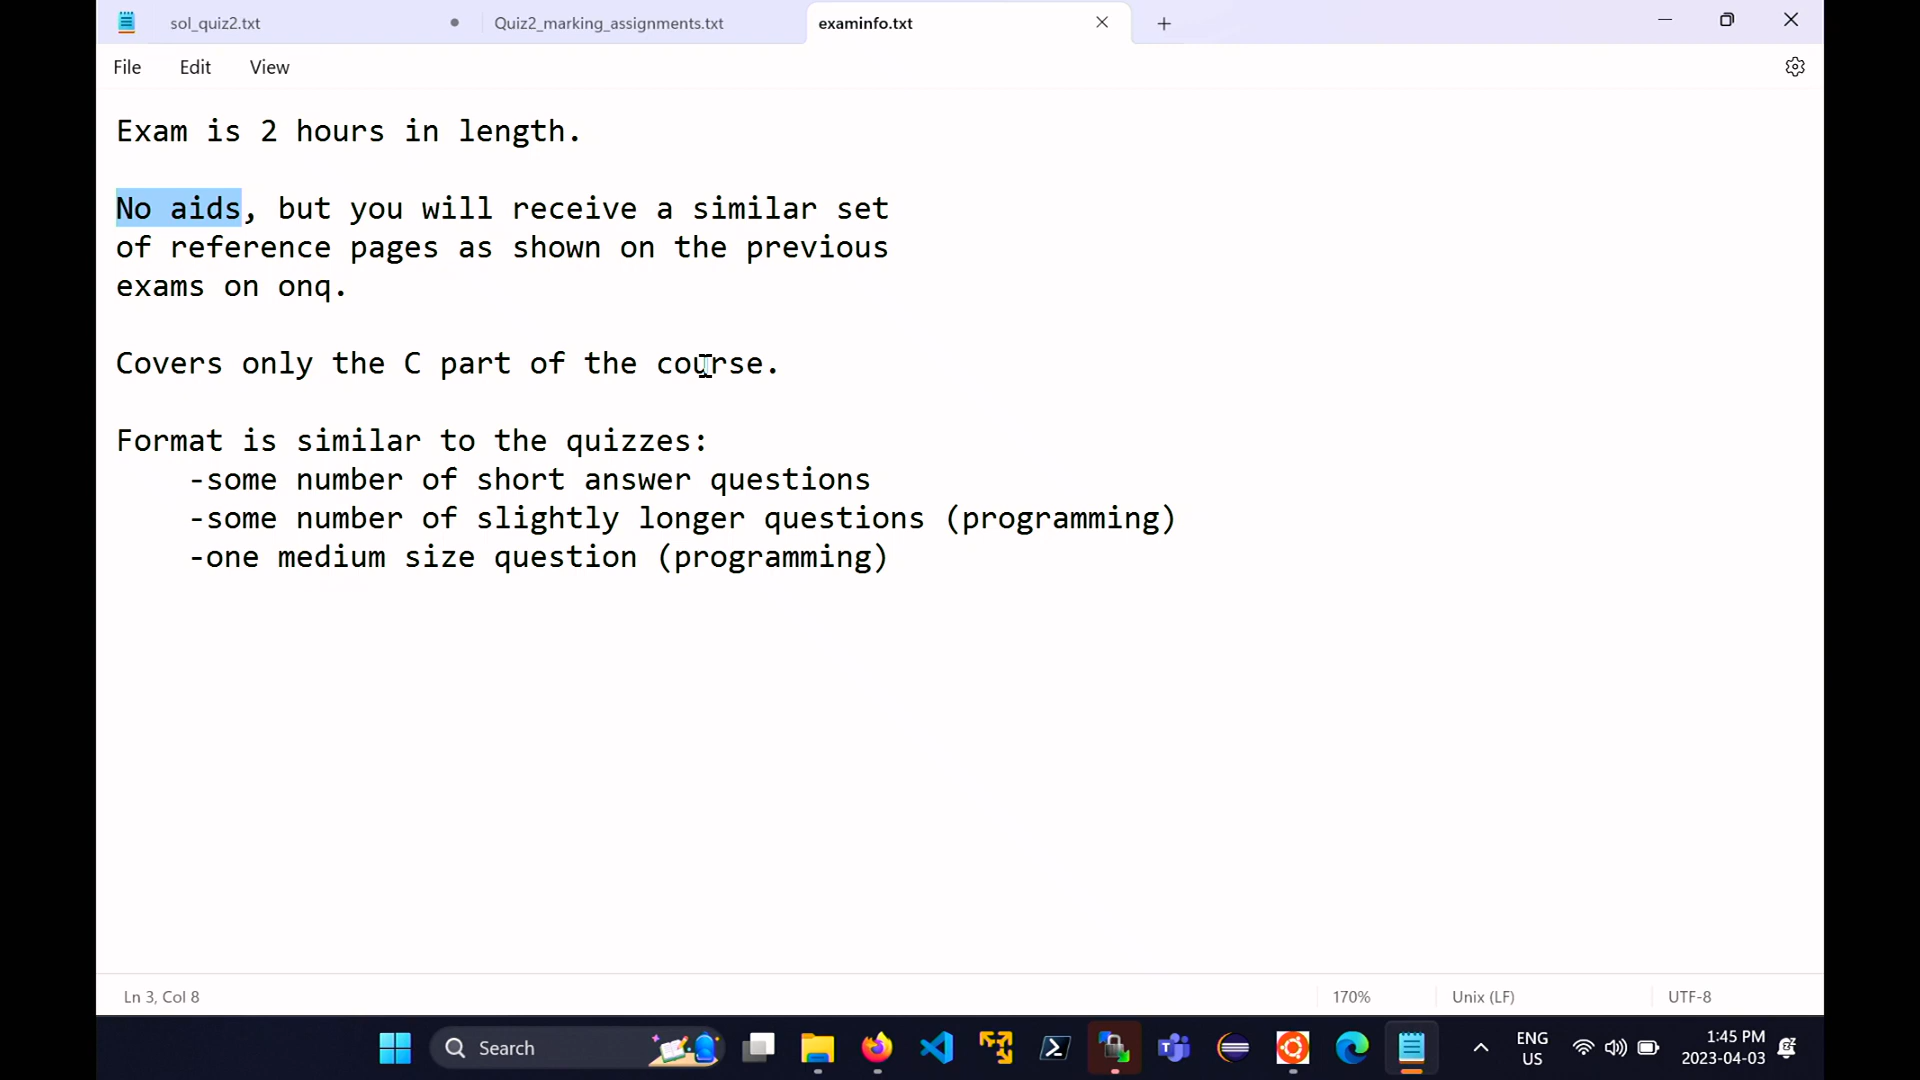 sol_quiz2.txt
Quiz2_marking_assignments.txt
examinfo.txt
File Edit View
Exam is 2 hours in length.
No aids, but you will receive a similar set
of reference pages as shown on the previous
exams on onq.
Covers only the C part of the course.
Format is similar to the quizzes:
-some number of short answer questions
-some number of slightly longer questions (programming)
-one medium size question (programming)
Ln 3, Col 8
170%
Unix (LF)
UTF-8
Search
ENG
US
1:45 PM
2023-04-03